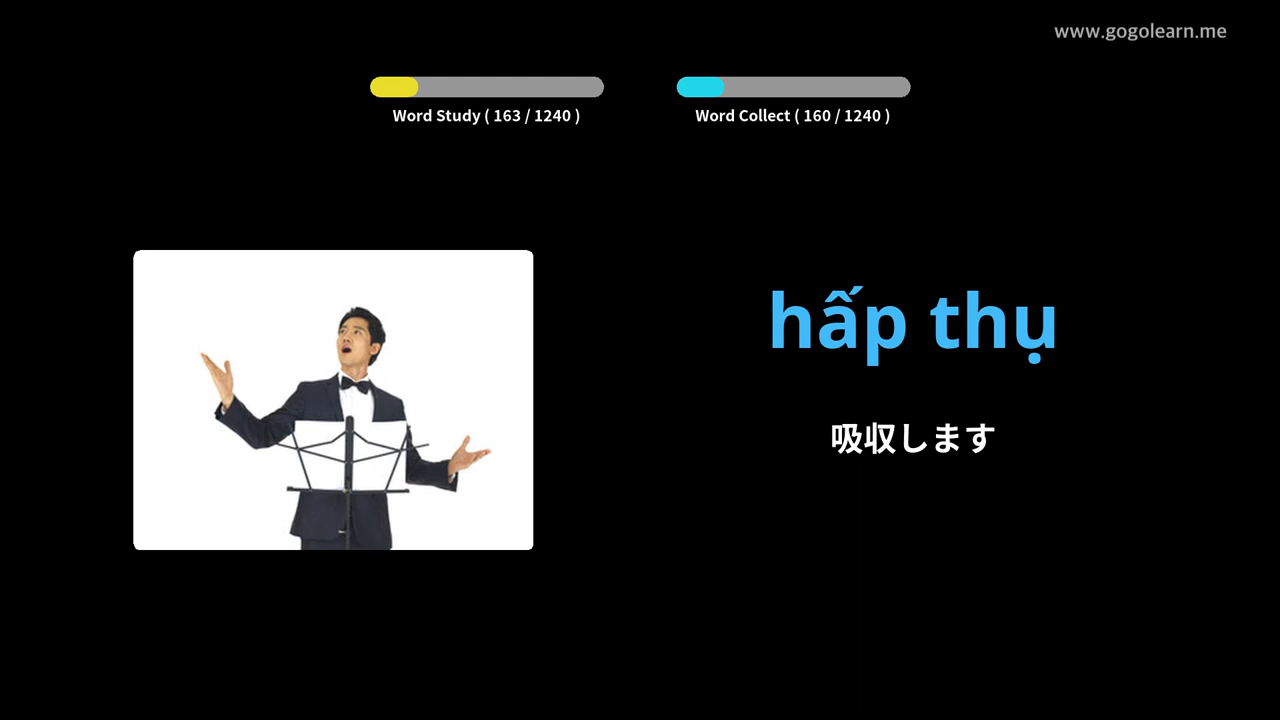 www.gogolearn.me
Word Study ( 163 / 1240 )
Word Collect ( 160 / 1240 )
hấp thụ
吸収します